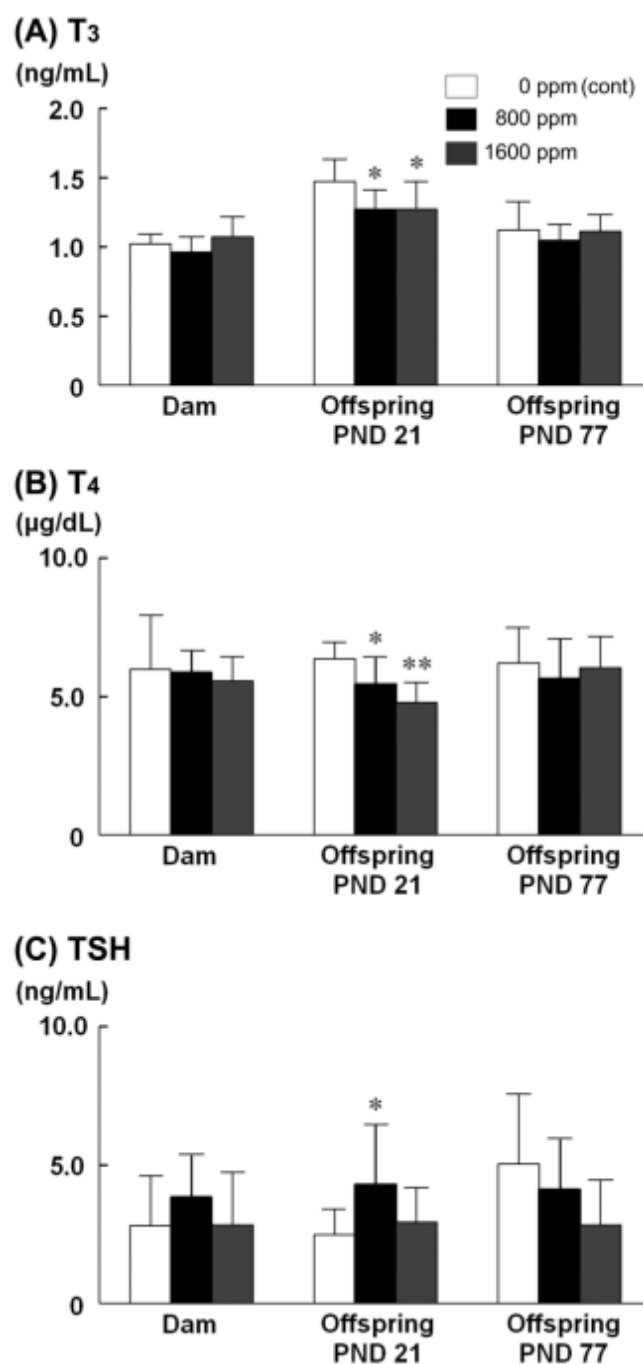 (A) T3
(ng/mL)
0 ppm (cont)
800 ppm
1600 ppm
2.0
1.5
1.0
0.5
0
* *
Dam
Offspring PND 21
Offspring PND 77
(B) T4
(μg/dL)
10.0
5.0
0
* **
Dam
Offspring PND 21
Offspring PND 77
(C) TSH
(ng/mL)
10.0
5.0
0
*
Dam
Offspring PND 21
Offspring PND 77